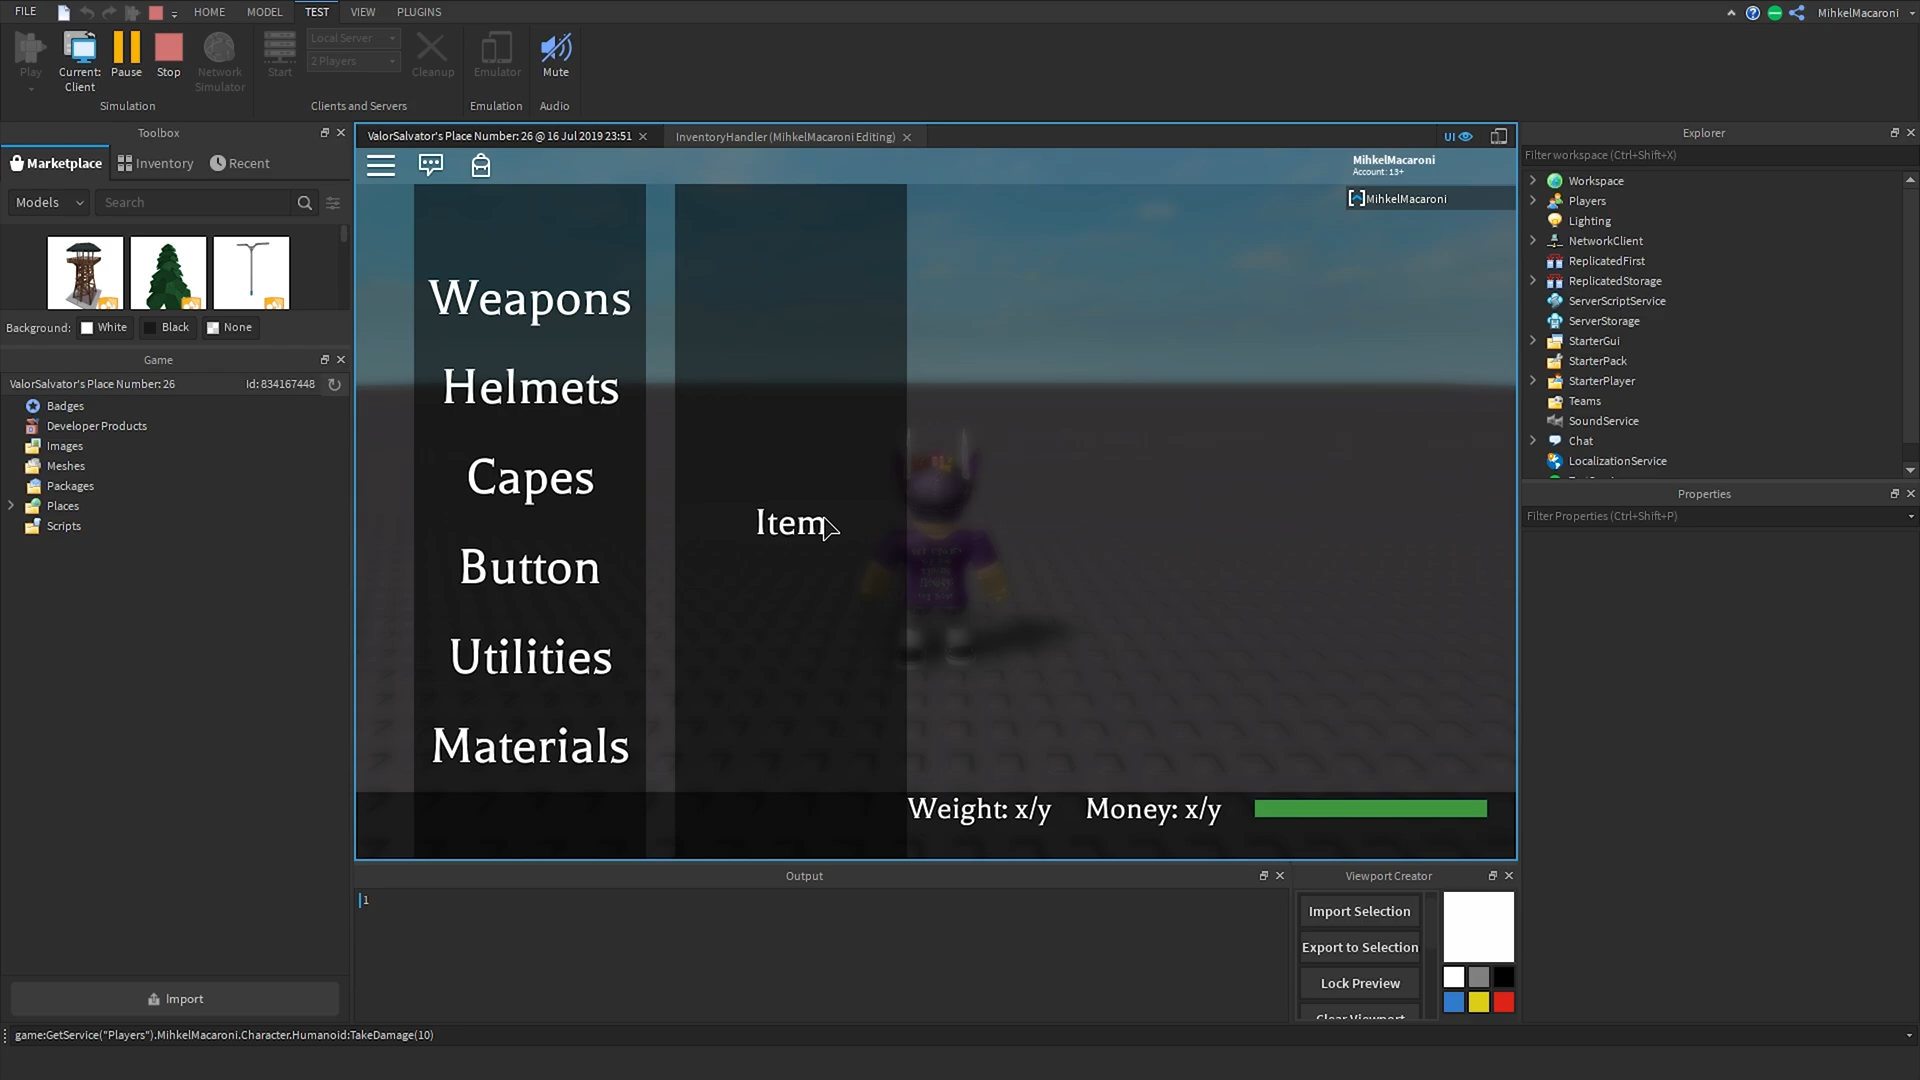 FILE HOME MODEL TEST VIEW PLUGINS MihkelMacaroni
Play Current: Client Pause Stop Network Simulator Start Local Server 2 Players Cleanup Emulator Mute
Simulation Clients and Servers Emulation Audio
Toolbox
Marketplace Inventory Recent
Models Search
Background: White Black None
Game
ValorSalvator's Place Number: 26 Id: 834167448
Badges
Developer Products
Images
Meshes
Packages
Places
Scripts
Import
ValorSalvator's Place Number: 26 @ 16 Jul 2019 23:51 InventoryHandler (MihkelMacaroni Editing) UI
MihkelMacaroni
Account: 13+
MihkelMacaroni
Weapons
Helmets
Capes
Button
Utilities
Materials
Item
Weight: x/y Money: x/y
Output
1
Viewport Creator
Import Selection
Export to Selection
Lock Preview
Clear Viewport
Explorer
Filter workspace (Ctrl+Shift+X)
Workspace
Players
Lighting
NetworkClient
ReplicatedFirst
ReplicatedStorage
ServerScriptService
ServerStorage
StarterGui
StarterPack
StarterPlayer
Teams
SoundService
Chat
LocalizationService
Properties
Filter Properties (Ctrl+Shift+P)
game:GetService("Players").MihkelMacaroni.Character.Humanoid:TakeDamage(10)